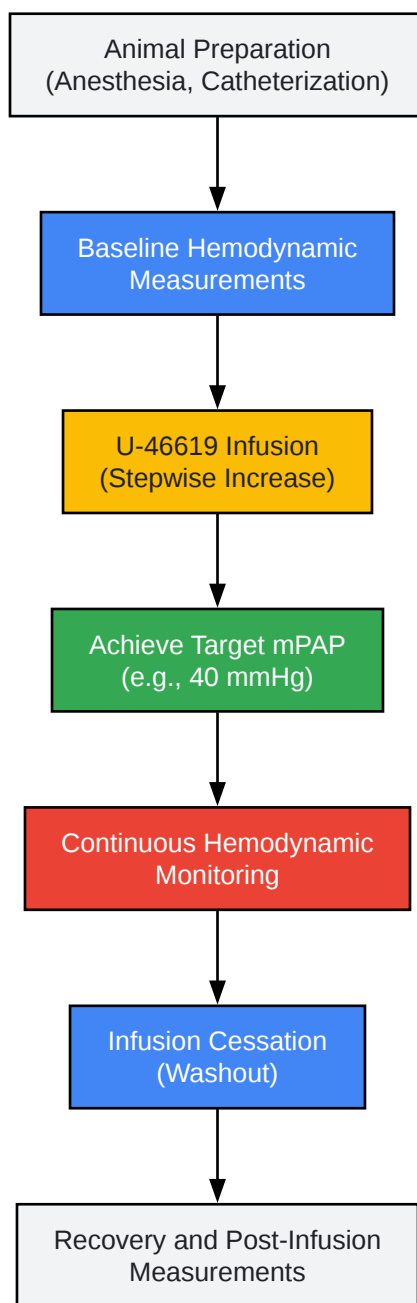 Animal Preparation
(Anesthesia, Catheterization)
Baseline Hemodynamic
Measurements
U-46619 Infusion
(Stepwise Increase)
Achieve Target mPAP
(e.g., 40 mmHg)
Continuous Hemodynamic
Monitoring
Infusion Cessation
(Washout)
Recovery and Post-Infusion
Measurements